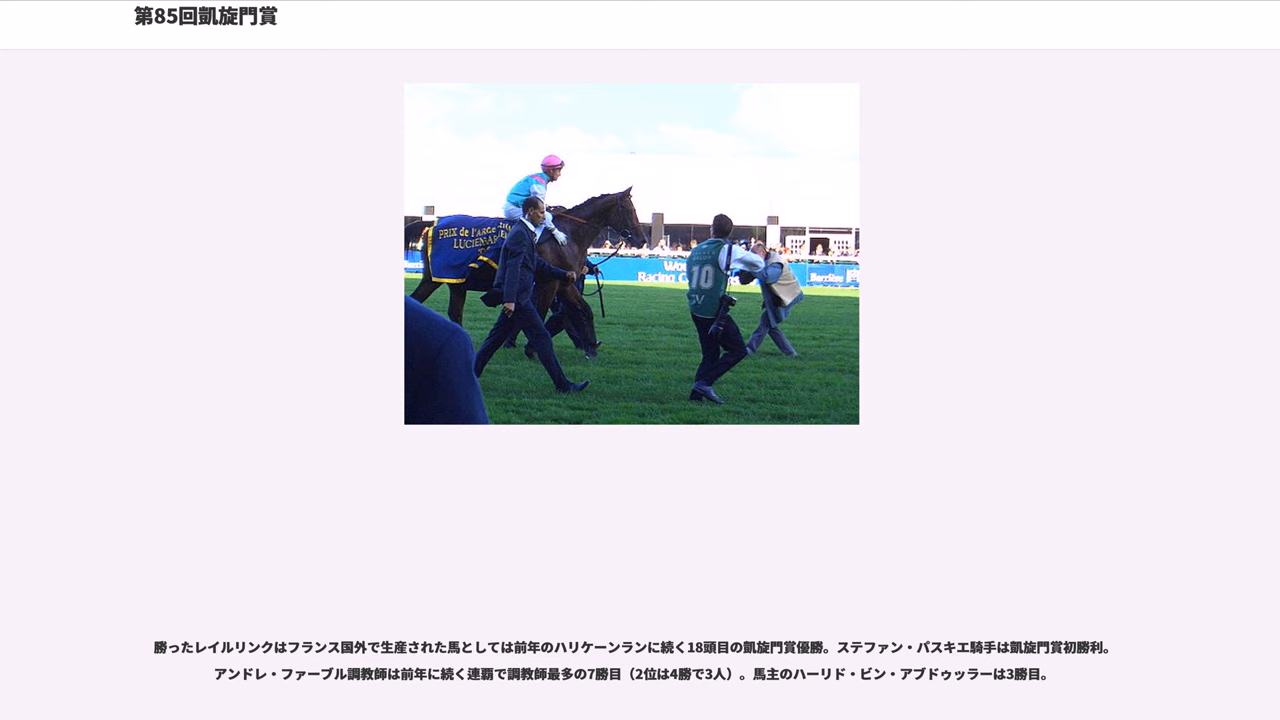 第85回凱旋門賞
PRIX de l'ARC
LUCIEN
10
Racing
勝ったレイルリンクはフランス国外で生産された馬としては前年のハリケーンランに続く18頭目の凱旋門賞優勝。ステファン・パスキエ騎手は凱旋門賞初勝利。
アンドレ・ファーブル調教師は前年に続く連覇で調教師最多の7勝目（2位は4勝で3人）。馬主のハーリド・ビン・アブドゥッラーは3勝目。